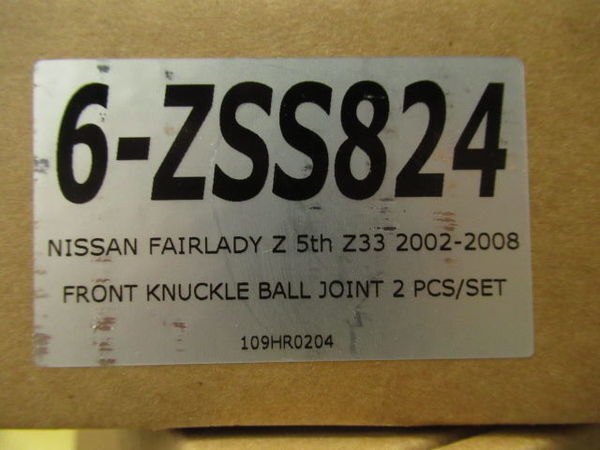 6-ZSS824
NISSAN FAIRLADY Z 5th Z33 2002-2008
FRONT KNUCKLE BALL JOINT 2 PCS/SET
109HR0204